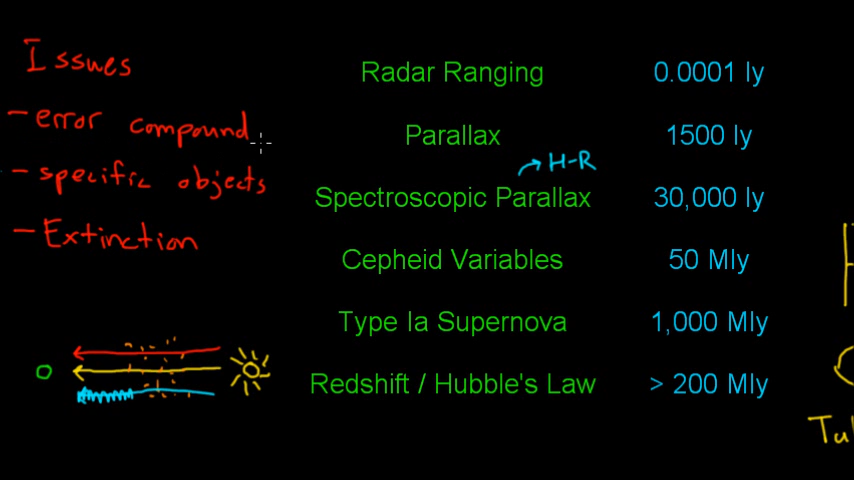 Issues
- error compound
- specific objects
- Extinction
Radar Ranging 0.0001 ly
Parallax 1500 ly
→ H-R
Spectroscopic Parallax 30,000 ly
Cepheid Variables 50 Mly
Type Ia Supernova 1,000 Mly
Redshift / Hubble's Law > 200 Mly